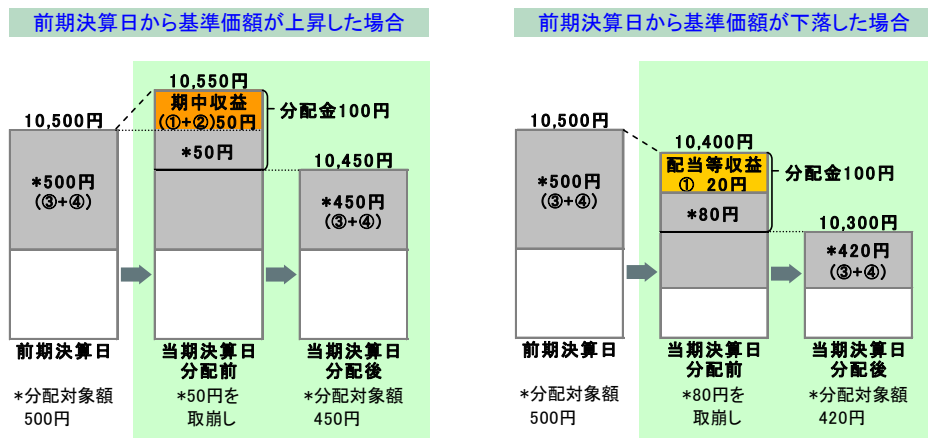 前期決算日から基準価額が上昇した場合
10,550円
期中収益
(①+②)50円
分配金100円
10,500円
*50円
10,450円
*500円
(③+④)
*450円
(③+④)
前期決算日
当期決算日
分配前
当期決算日
分配後
*分配対象額
500円
*50円を
取崩し
*分配対象額
450円
前期決算日から基準価額が下落した場合
10,500円
10,400円
配当等収益
① 20円
分配金100円
*500円
(③+④)
*80円
10,300円
*420円
(③+④)
前期決算日
当期決算日
分配前
当期決算日
分配後
*分配対象額
500円
*80円を
取崩し
*分配対象額
420円